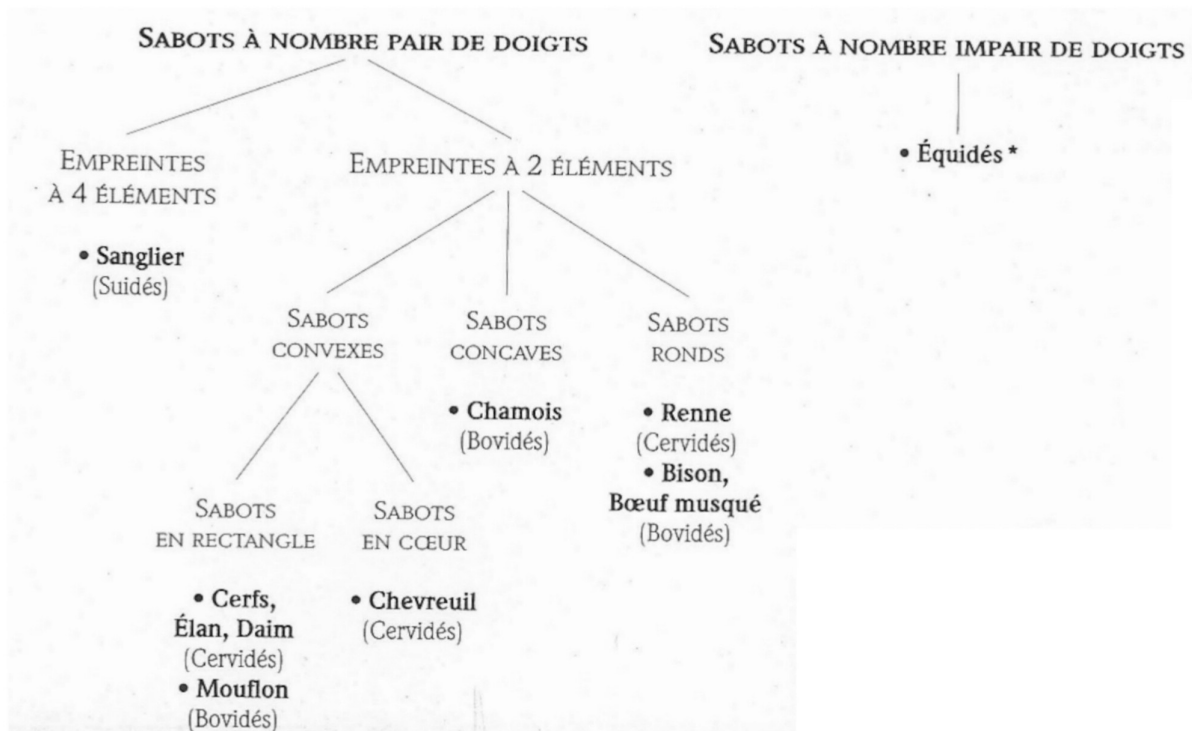 SABOTS À NOMBRE PAIR DE DOIGTS
SABOTS À NOMBRE IMPAIR DE DOIGTS
EMPREINTES
À 4 ÉLÉMENTS
• Sanglier
(Suidés)
EMPREINTES À 2 ÉLÉMENTS
• Équidés*
SABOTS
CONVEXES
SABOTS
CONCAVES
• Chamois
(Bovidés)
SABOTS
RONDS
• Renne
(Cervidés)
• Bison,
Bœuf musqué
(Bovidés)
SABOTS
EN RECTANGLE
• Cerfs,
Élan, Daim
(Cervidés)
• Mouflon
(Bovidés)
SABOTS
EN CŒUR
• Chevreuil
(Cervidés)